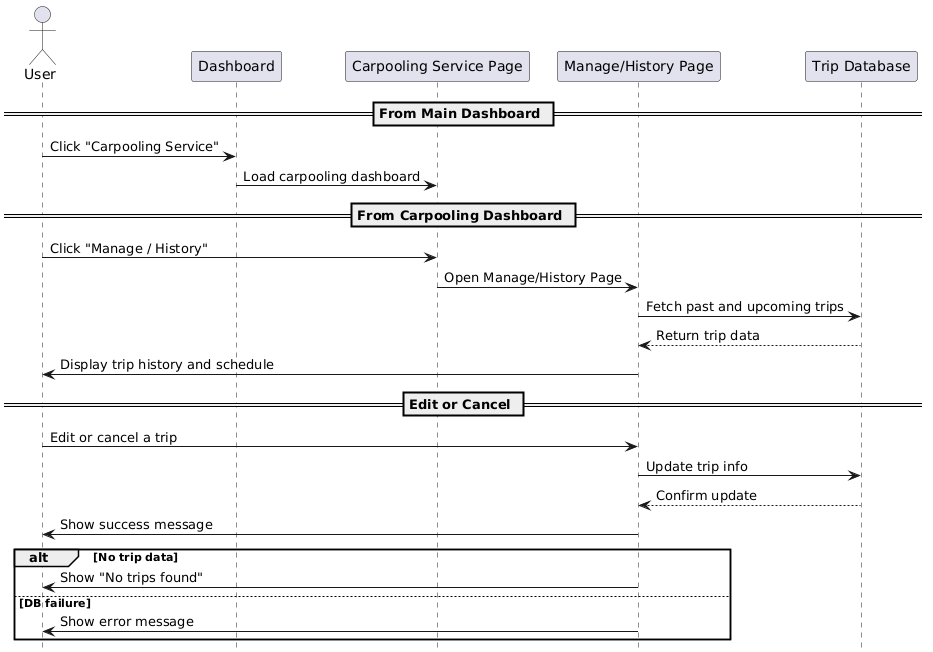 User
Dashboard
Carpooling Service Page
Manage/History Page
Trip Database
From Main Dashboard
Click "Carpooling Service"
Load carpooling dashboard
From Carpooling Dashboard
Click "Manage / History"
Open Manage/History Page
Fetch past and upcoming trips
Return trip data
Display trip history and schedule
Edit or Cancel
Edit or cancel a trip
Update trip info
Confirm update
Show success message
alt [No trip data]
Show "No trips found"
[DB failure]
Show error message